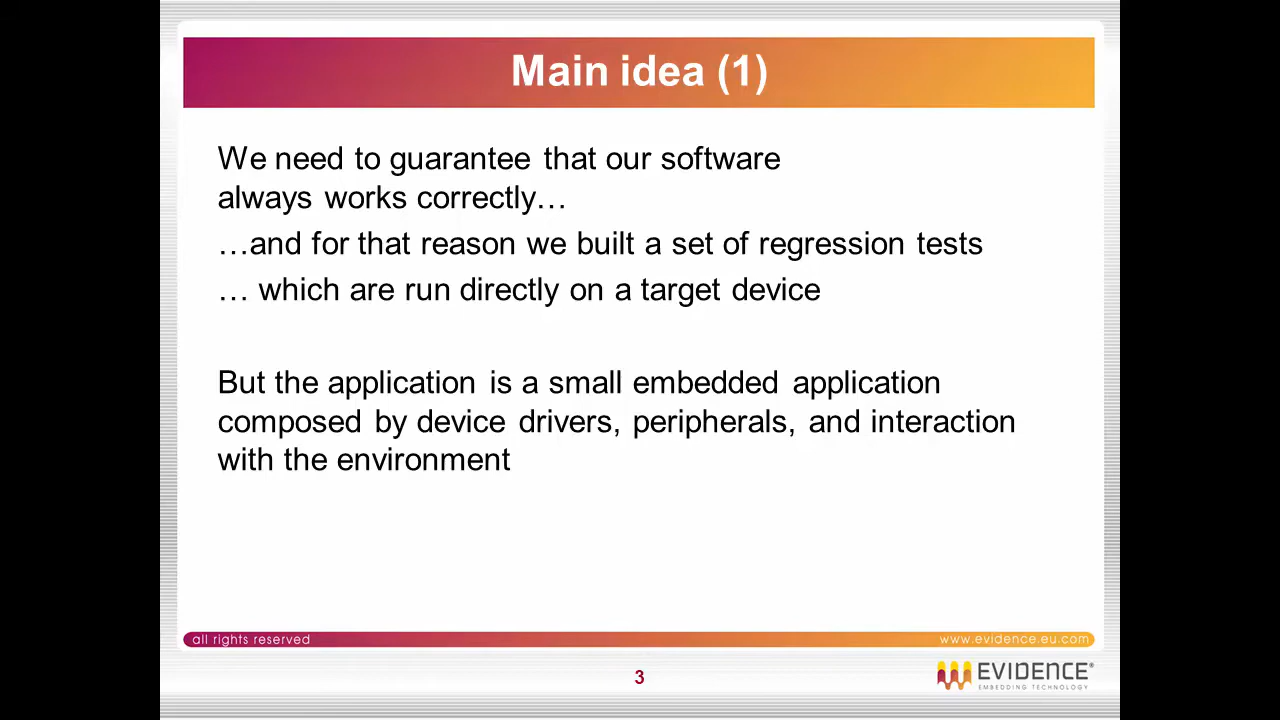 Main idea (1)
We need to guarantee that our software
always works correctly…
…and for that reason we built a set of regression tests
… which are run directly on a target device
But the application is a small embedded application
composed by device drivers, peripherals, and interaction
with the environment
all rights reserved
www.evidence.eu.com
3
EVIDENCE®
EMBEDDING TECHNOLOGY